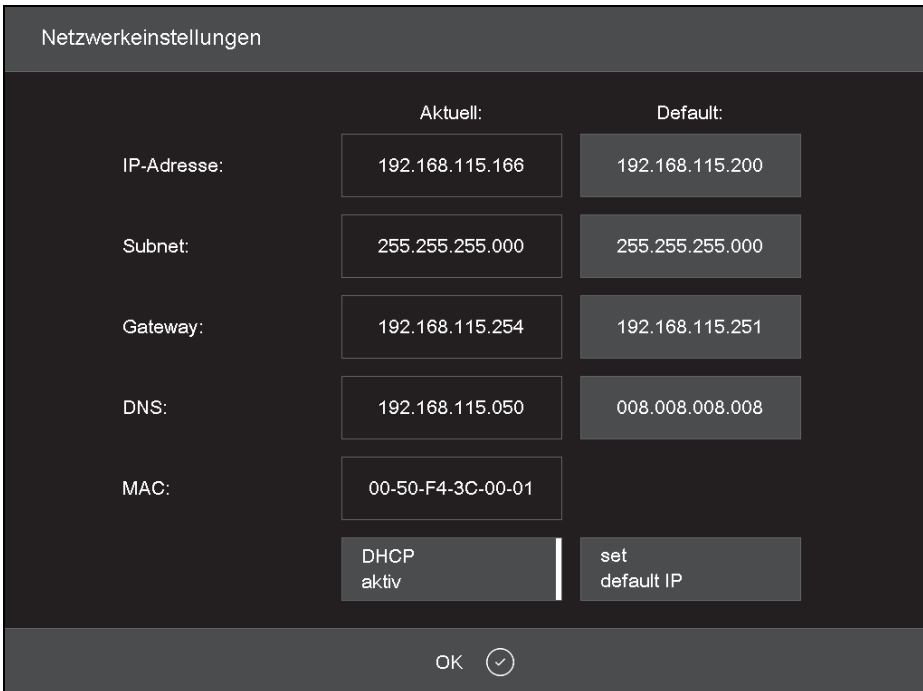 Netzwerkeinstellungen
Aktuell: Default:
IP-Adresse: 192.168.115.166 192.168.115.200
Subnet: 255.255.255.000 255.255.255.000
Gateway: 192.168.115.254 192.168.115.251
DNS: 192.168.115.050 008.008.008.008
MAC: 00-50-F4-3C-00-01
DHCP set
aktiv default IP
OK